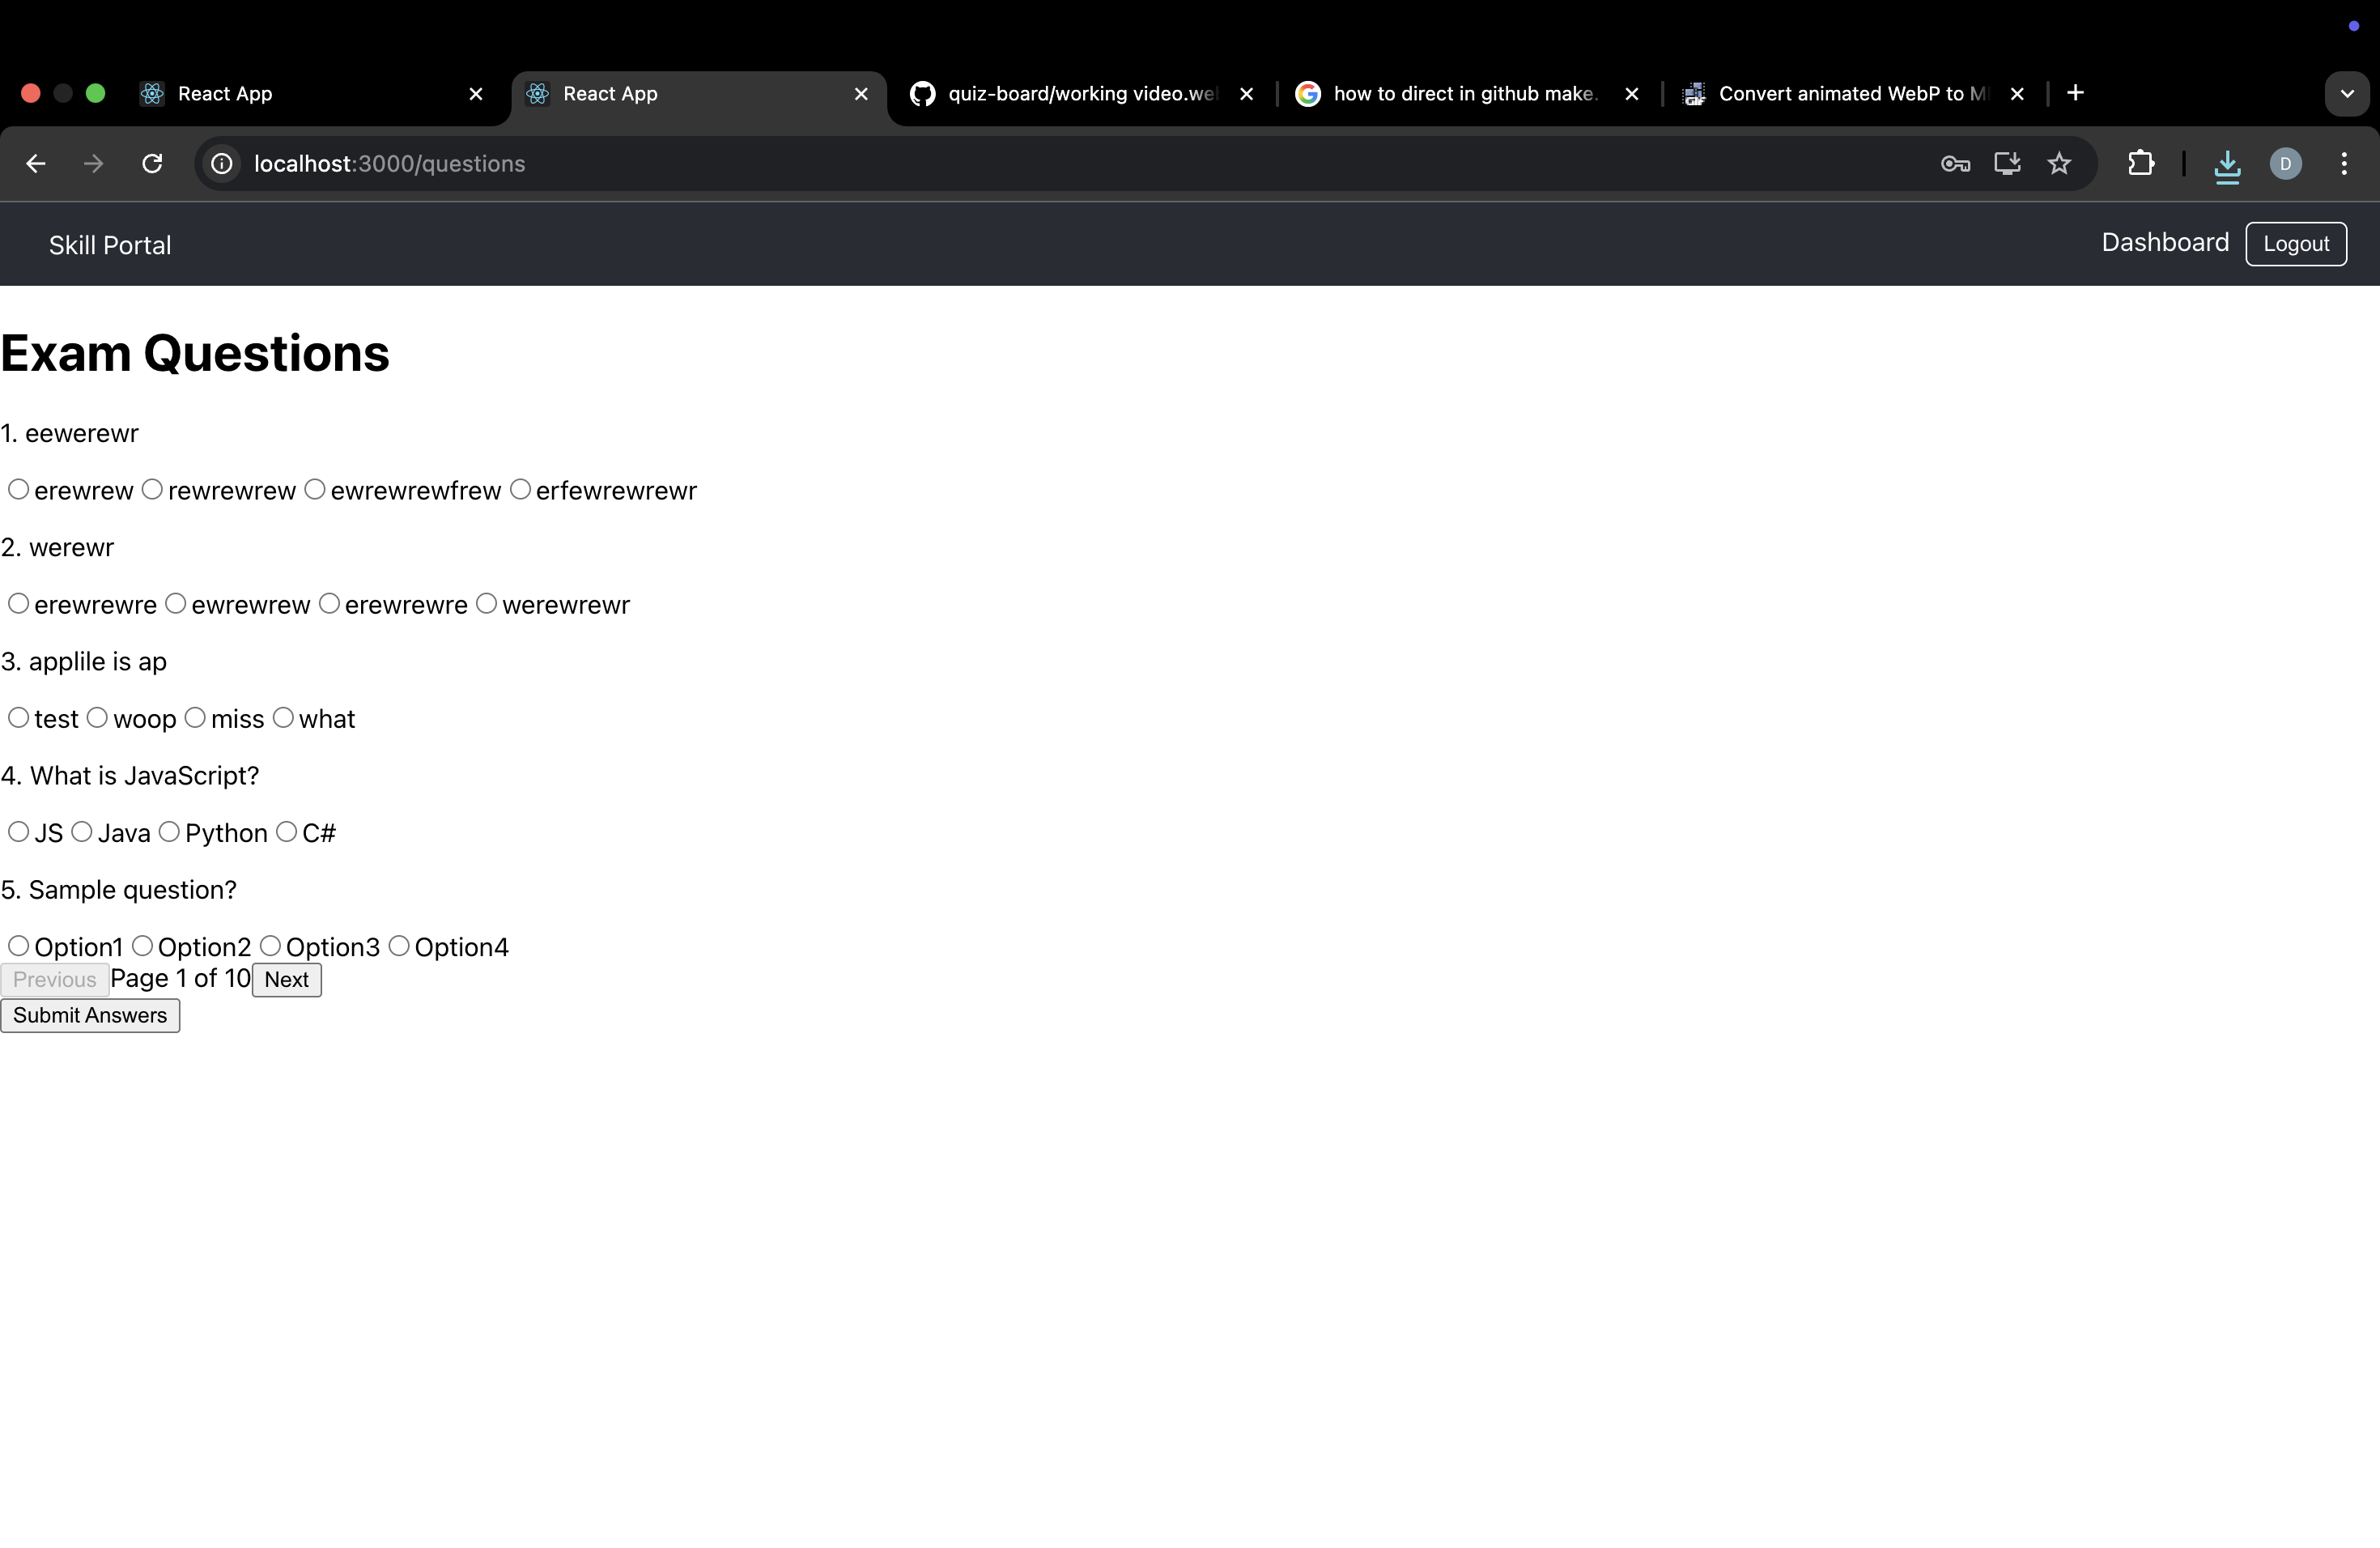 React App
React App
quiz-board/working video.we
how to direct in github make.
Convert animated WebP to M
localhost:3000/questions
D
Skill Portal
Dashboard
Logout
Exam Questions
1. eewerewr
erewrew rewrewrew ewrewrewfrew erfewrewrewr
2. werewr
erewrewre ewrewrew erewrewre werewrewr
3. applile is ap
test woop miss what
4. What is JavaScript?
JS Java Python C#
5. Sample question?
Option1 Option2 Option3 Option4
Previous Page 1 of 10 Next
Submit Answers